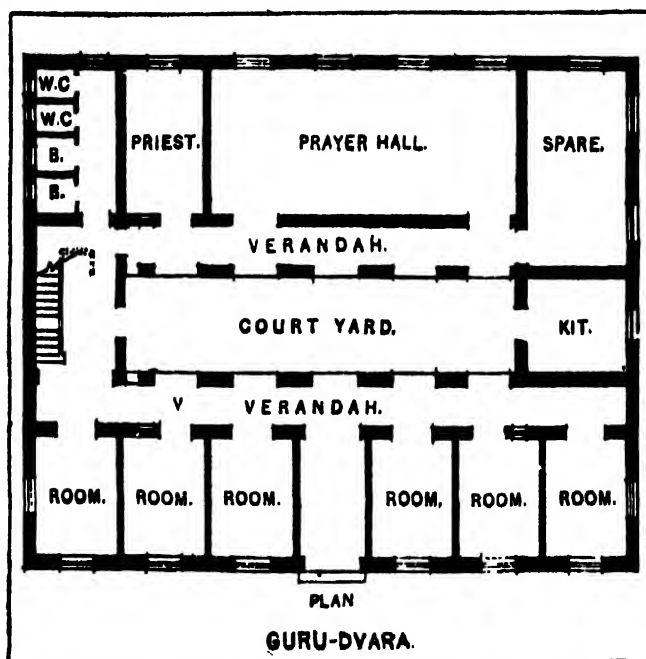 W.C
W.C
B.
B.
PRIEST.
PRAYER HALL.
SPARE.
VERANDAH.
COURT YARD.
KIT.
V VERANDAH.
ROOM. ROOM. ROOM. ROOM, ROOM. ROOM.
PLAN
GURU-DVARA.